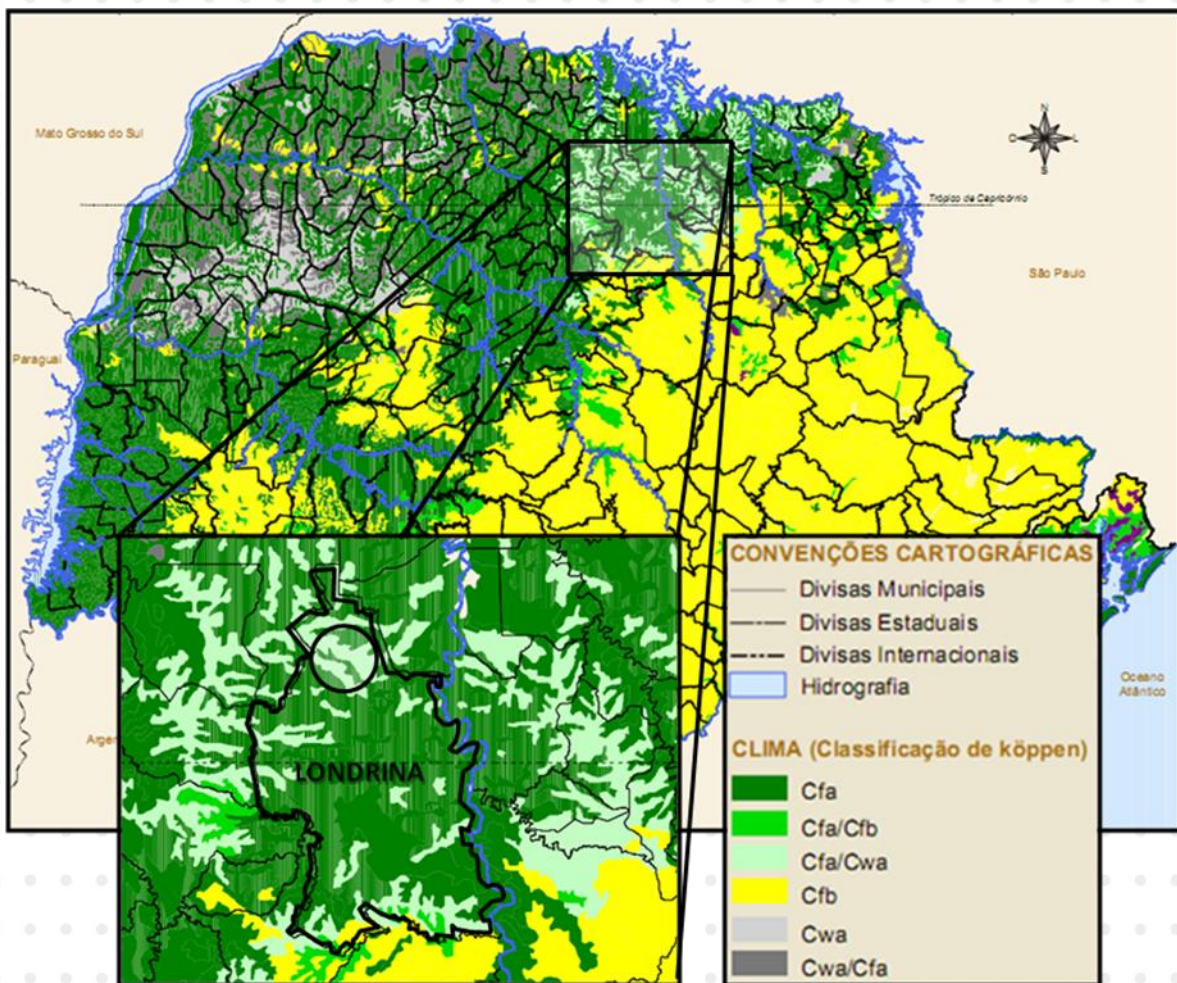 Mato Grosso do Sul
N
O
L
S
Trópico de Capricórnio
São Paulo
Paraguai
CONVENÇÕES CARTOGRÁFICAS
Divisas Municipais
Divisas Estaduais
Divisas Internacionais
Hidrografia
Oceano
Atlântico
Argen
LONDRINA
CLIMA (Classificação de köppen)
Cfa
Cfa/Cfb
Cfa/Cwa
Cfb
Cwa
Cwa/Cfa